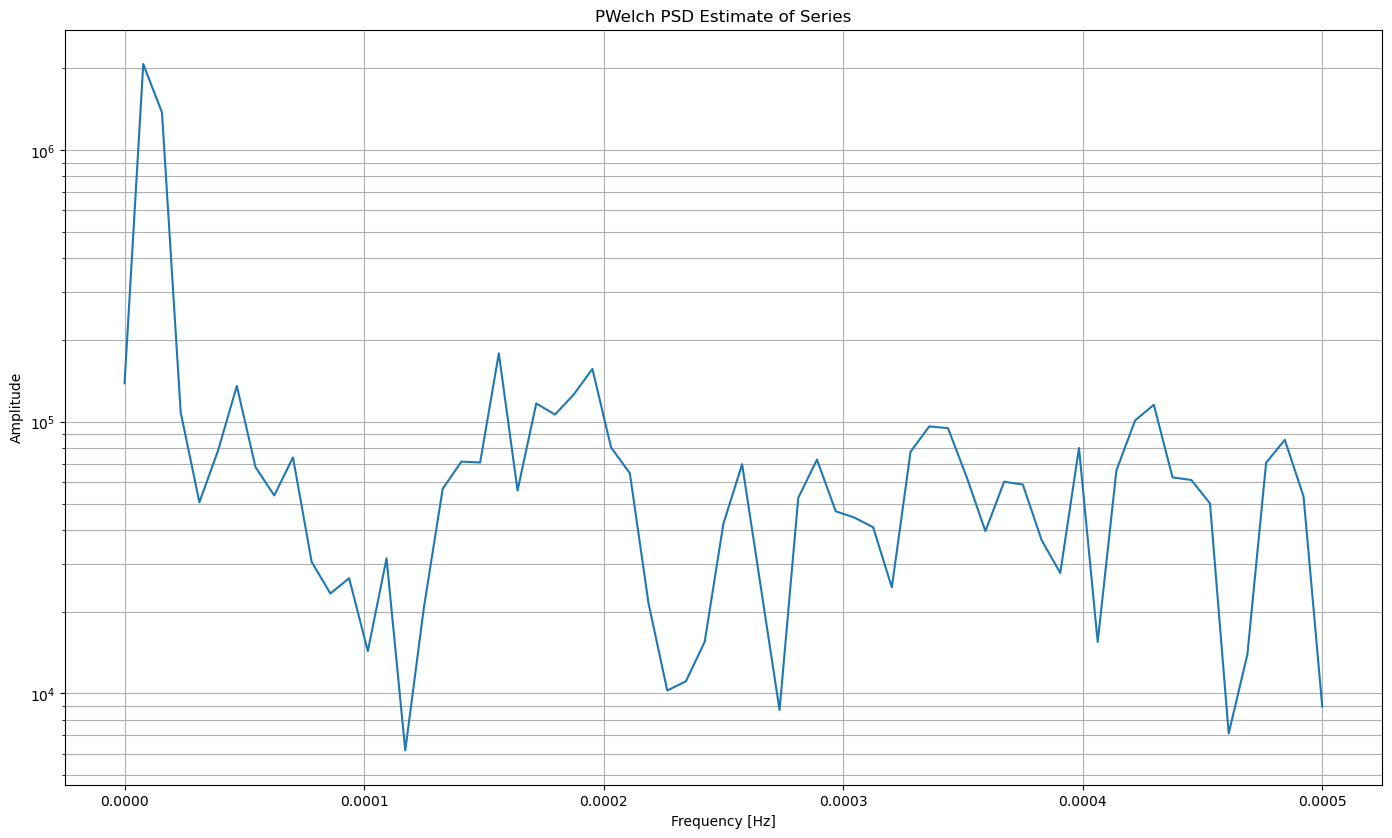 PWelch PSD Estimate of Series
Amplitude
10^6
10^5
10^4
0.0000 0.0001 0.0002 0.0003 0.0004 0.0005
Frequency [Hz]